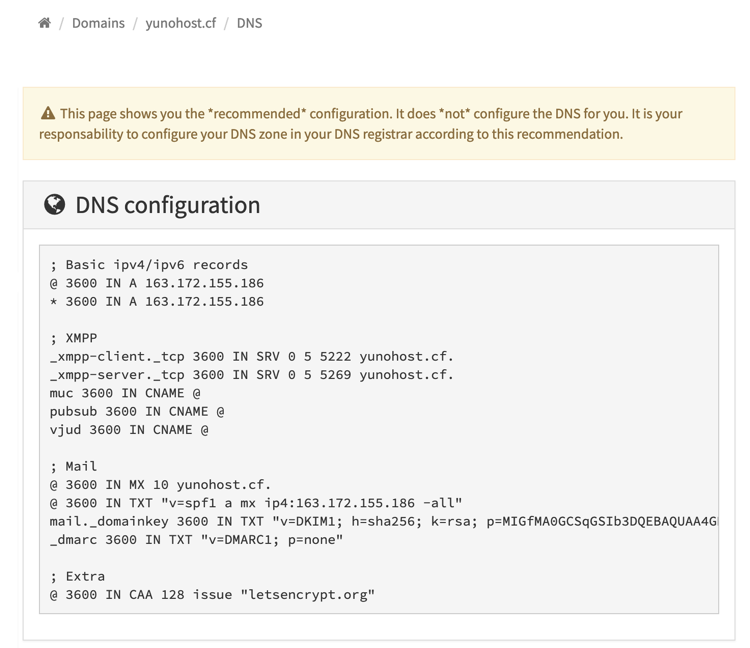 / Domains / yunohost.cf / DNS
This page shows you the *recommended* configuration. It does *not* configure the DNS for you. It is your
responsability to configure your DNS zone in your DNS registrar according to this recommendation.
DNS configuration
; Basic ipv4/ipv6 records
@ 3600 IN A 163.172.155.186
* 3600 IN A 163.172.155.186
; XMPP
_xmpp-client._tcp 3600 IN SRV 0 5 5222 yunohost.cf.
_xmpp-server._tcp 3600 IN SRV 0 5 5269 yunohost.cf.
muc 3600 IN CNAME @
pubsub 3600 IN CNAME @
vjud 3600 IN CNAME @
; Mail
@ 3600 IN MX 10 yunohost.cf.
@ 3600 IN TXT "v=spf1 a mx ip4:163.172.155.186 -all"
mail._domainkey 3600 IN TXT "v=DKIM1; h=sha256; k=rsa; p=MIGfMA0GCSqGSIb3DQEBAQUAA4G
_dmarc 3600 IN TXT "v=DMARC1; p=none"
; Extra
@ 3600 IN CAA 128 issue "letsencrypt.org"